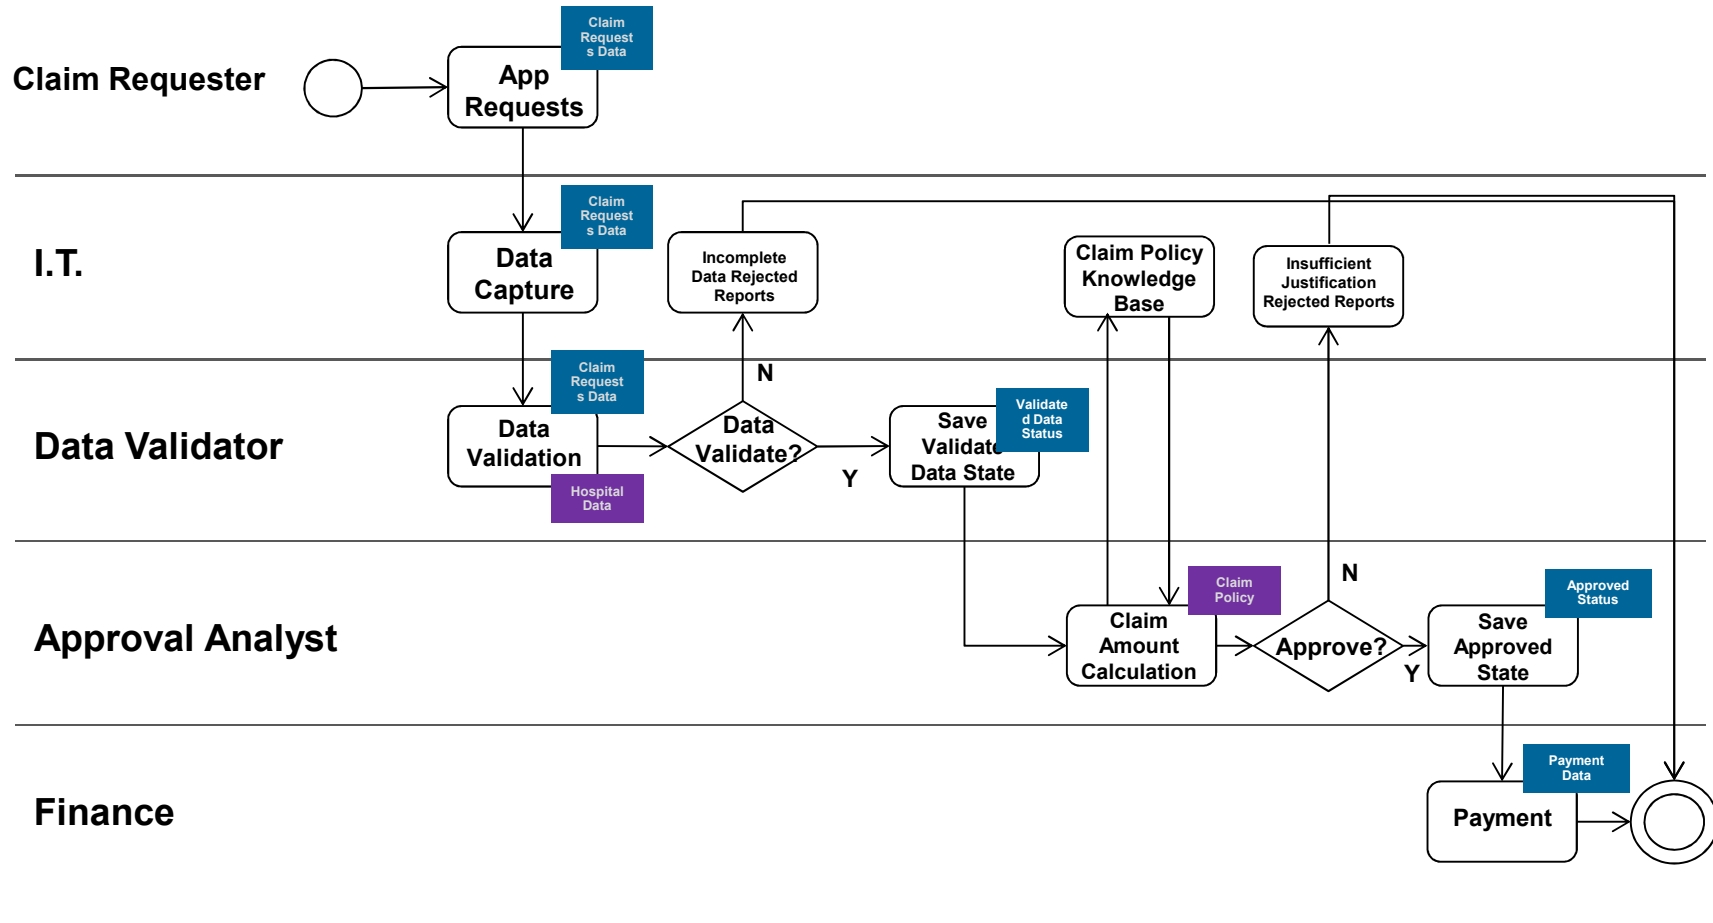 Claim Requester
App
Requests
Claim
Request
s Data
I.T.
Data
Capture
Claim
Request
s Data
Incomplete
Data Rejected
Reports
Claim Policy
Knowledge
Base
Insufficient
Justification
Rejected Reports
Data Validator
Data
Validation
Claim
Request
s Data
Hospital
Data
N
Data
Validate?
Y
Save
Validate
Data State
Validate
d Data
Status
Approval Analyst
Claim
Amount
Calculation
Claim
Policy
N
Approve?
Y
Save
Approved
State
Approved
Status
Finance
Payment
Payment
Data